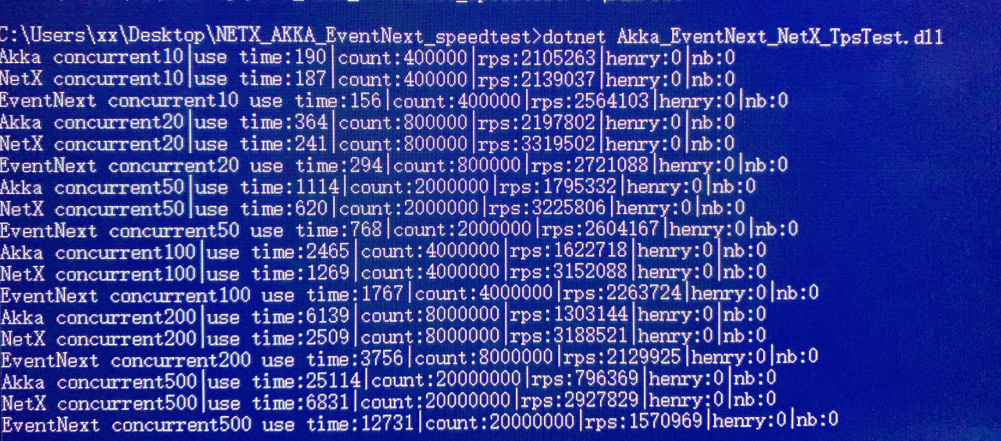 C:\Users\xx\Desktop\NETX_AKKA_EventNext_speedtest>dotnet Akka_EventNext_NetX_TpsTest.dll
Akka concurrent10|use time:190|count:400000|rps:2105263|henry:0|nb:0
NetX concurrent10|use time:187|count:400000|rps:2139037|henry:0|nb:0
EventNext concurrent10 use time:156|count:400000|rps:2564103|henry:0|nb:0
Akka concurrent20|use time:364|count:800000|rps:2197802|henry:0|nb:0
NetX concurrent20|use time:241|count:800000|rps:3319502|henry:0|nb:0
EventNext concurrent20 use time:294|count:800000|rps:2721088|henry:0|nb:0
Akka concurrent50|use time:1114|count:2000000|rps:1795332|henry:0|nb:0
NetX concurrent50|use time:620|count:2000000|rps:3225806|henry:0|nb:0
EventNext concurrent50 use time:768|count:2000000|rps:2604167|henry:0|nb:0
Akka concurrent100|use time:2465|count:4000000|rps:1622718|henry:0|nb:0
NetX concurrent100|use time:1269|count:4000000|rps:3152088|henry:0|nb:0
EventNext concurrent100 use time:1767|count:4000000|rps:2263724|henry:0|nb:0
Akka concurrent200|use time:6139|count:8000000|rps:1303144|henry:0|nb:0
NetX concurrent200|use time:2509|count:8000000|rps:3188521|henry:0|nb:0
EventNext concurrent200 use time:3756|count:8000000|rps:2129925|henry:0|nb:0
Akka concurrent500|use time:25114|count:20000000|rps:796369|henry:0|nb:0
NetX concurrent500|use time:6831|count:20000000|rps:2927829|henry:0|nb:0
EventNext concurrent500 use time:12731|count:20000000|rps:1570969|henry:0|nb:0